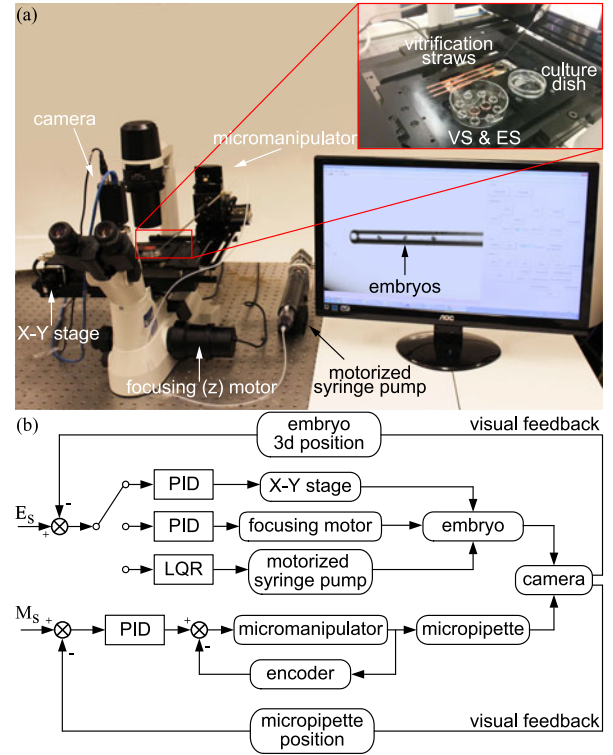 (a)
vitrification
straws
culture
dish
VS & ES
camera
micromanipulator
embryos
X-Y stage
focusing (z) motor
motorized
syringe pump
AOC
(b)
embryo
3d position
visual feedback
-
PID
X-Y stage
E_S
+
PID
focusing motor
embryo
LQR
motorized
syringe pump
camera
M_S
+
PID
+
micromanipulator
micropipette
-
-
encoder
micropipette
position
visual feedback